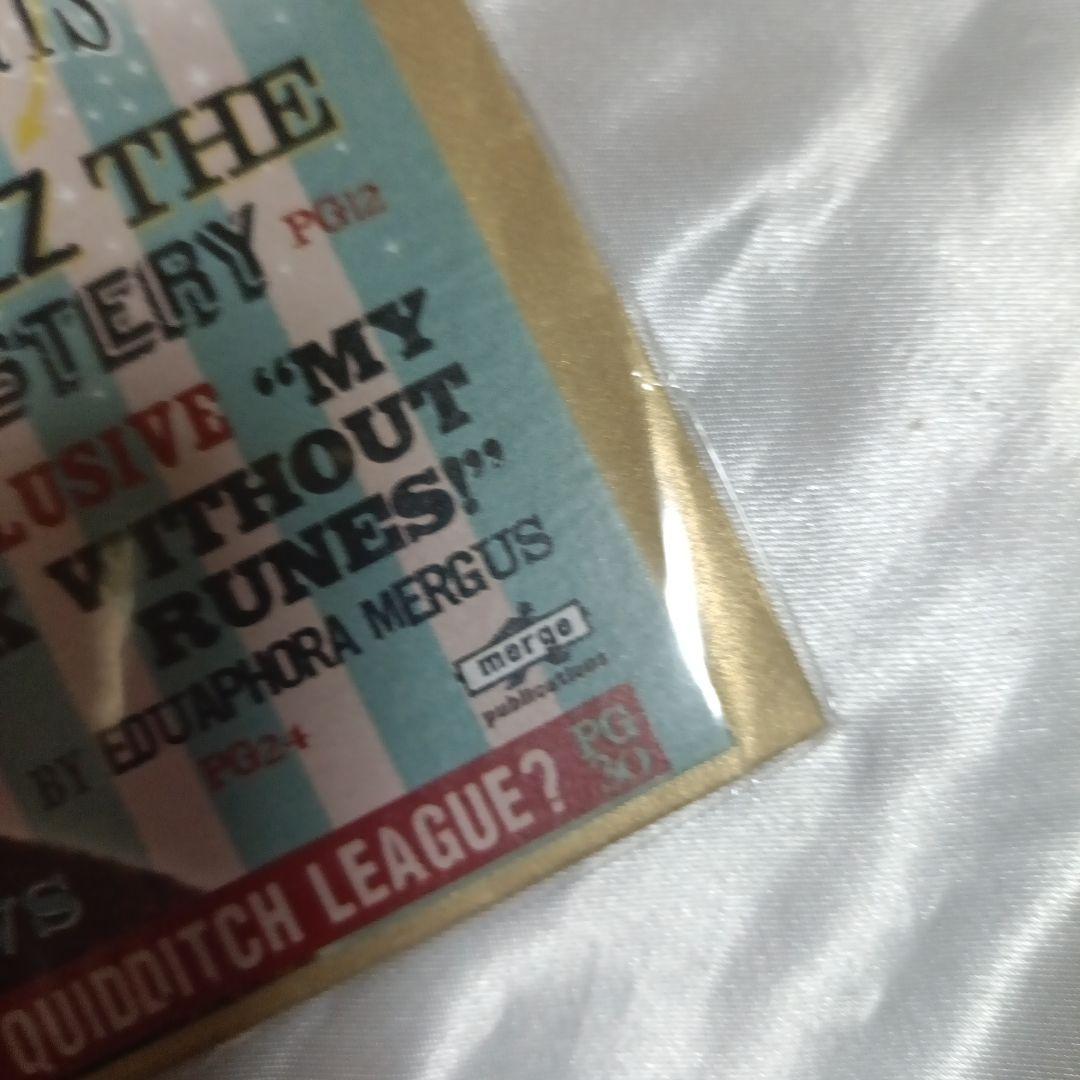 Z THE
STERY PG12
LUSIVE "MY
WITHOUT
RUNES!"
BY EDUAPHORA MERGUS
PG24
merge
publications
QUIDDITCH LEAGUE? PG
30